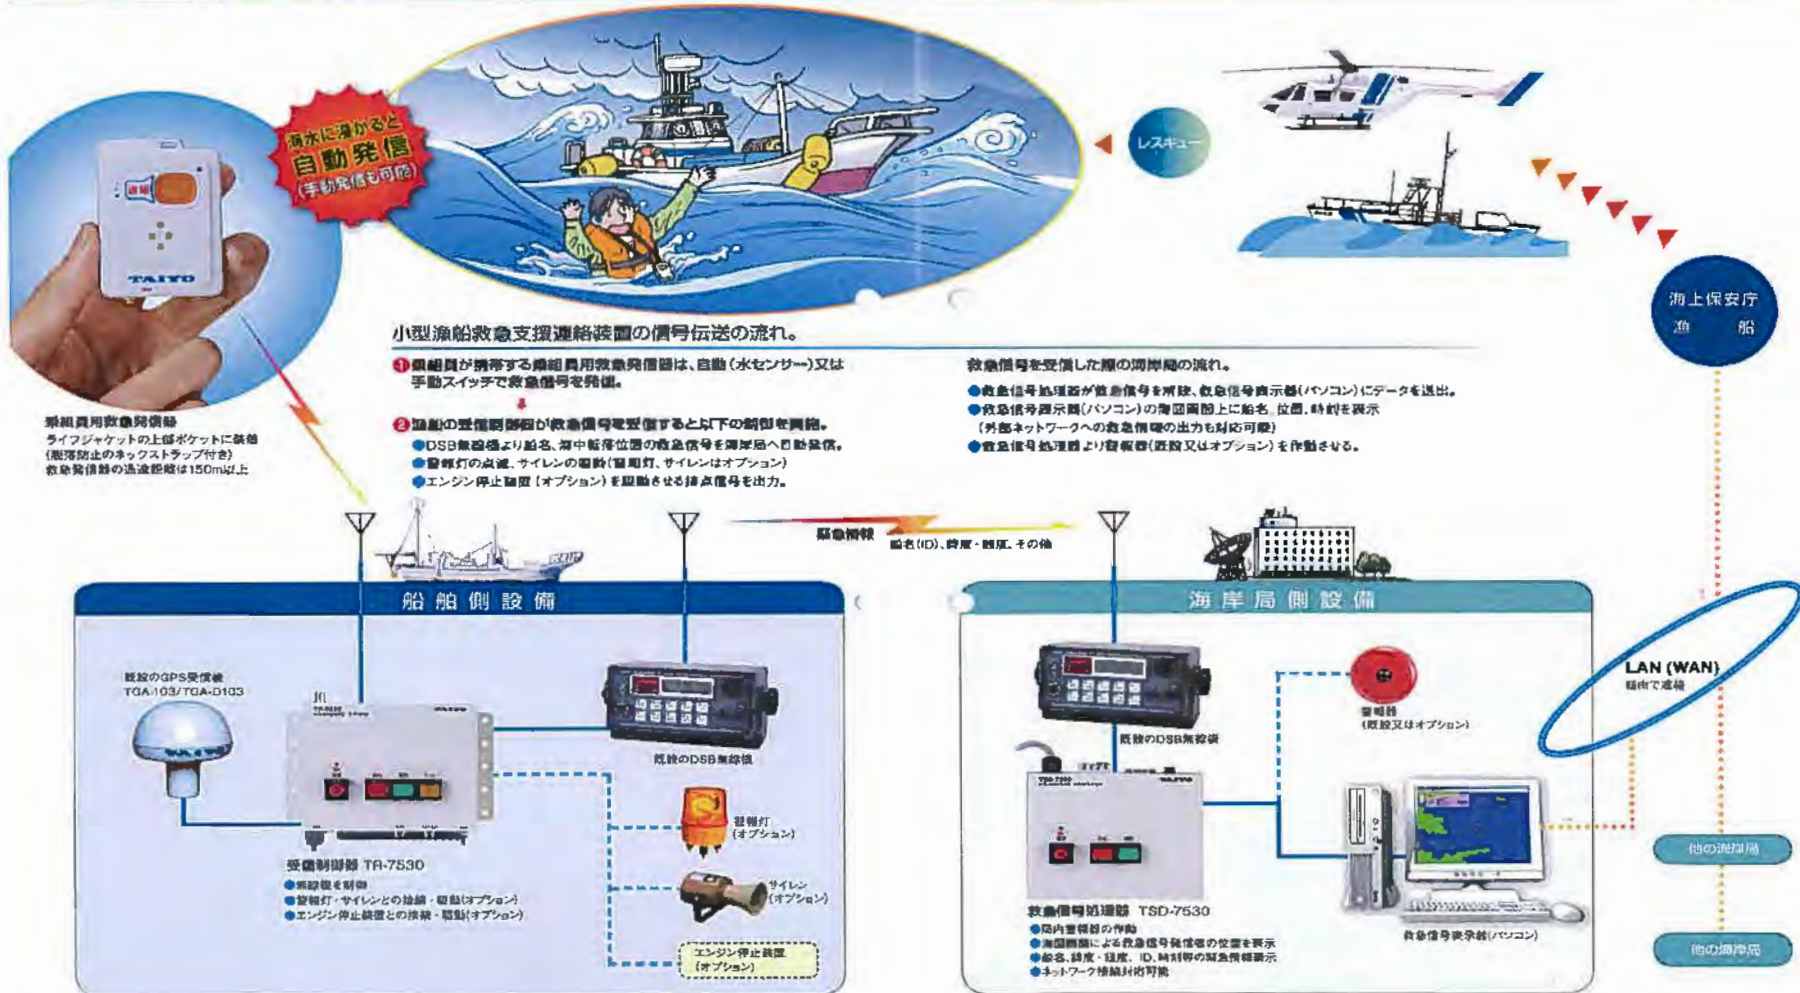 海水に浸かると
自動発信
(手動発信も可能)
レスキュー
海上保安庁
漁 船
速報
TAIYO
乗組員用救急発信器
ライフジャケットの上部ポケットに装着
(脱落防止のネックストラップ付き)
救急発信器の迅速距離は150m以上
小型漁船救急支援連絡装置の信号伝送の流れ。
❶乗組員が携帯する乗組員用救急発信器は、自動(水センサー)又は
手動スイッチで救急信号を発信。
❷漁船の受信制御器が救急信号を受信すると以下の制御を実施。
●DSB無線機より船名、海中転落位置の救急信号を海岸局へ自動発信。
●警報灯の点滅、サイレンの駆動(警報灯、サイレンはオプション)
●エンジン停止装置(オプション)を起動させる接点信号を出力。
救急信号を受信した際の海岸局の流れ。
●救急信号処理器が救急信号を解読、救急信号表示器(パソコン)にデータを送出。
●救急信号表示器(パソコン)の海図画面上に船名、位置、時刻を表示
(外部ネットワークへの救急情報の出力も対応可能)
●救急信号処理器より警報器(既設又はオプション)を作動させる。
緊急情報
船名(ID)、緯度・経度、その他
船舶側設備
既設のGPS受信機
TGA-103/TGA-D103
TAIYO
TAIYO
既設のDSB無線機
警報灯
(オプション)
サイレン
(オプション)
エンジン停止装置
(オプション)
受信制御器 TR-7530
●無線機を制御
●警報灯・サイレンとの接続・駆動(オプション)
●エンジン停止装置との接続・駆動(オプション)
海岸局側設備
既設のDSB無線機
警報器
(既設又はオプション)
TAIYO
救急信号処理器 TSD-7530
●局内警報器の作動
●海図画面による救急信号発信者の位置を表示
●船名、緯度・経度、ID、時刻等の緊急情報表示
●ネットワーク接続対応可能
救急信号表示器(パソコン)
LAN (WAN)
経由で連絡
他の海岸局
他の海岸局